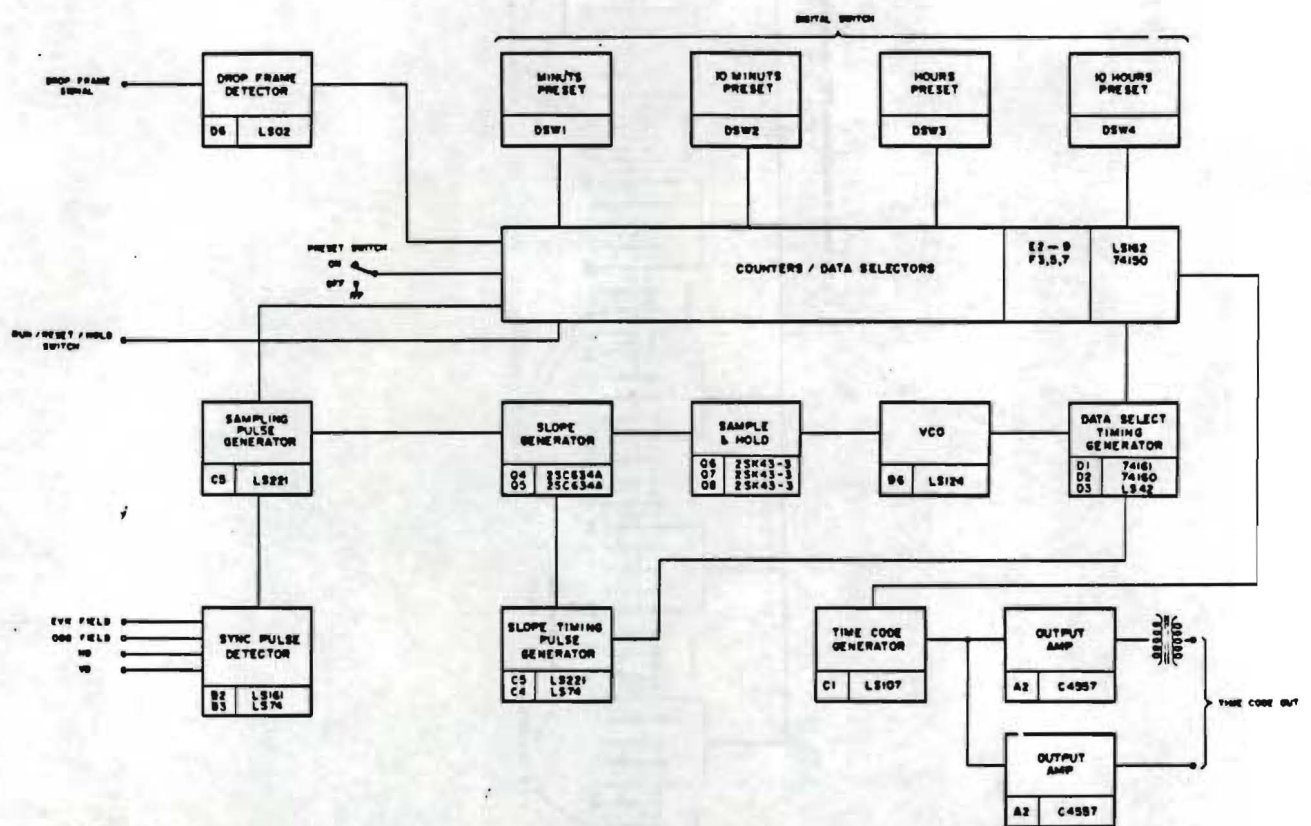 DIGITAL SWITCH
DROP FRAME
SIGNAL
DROP FRAME
DETECTOR
D6 LS02
MINUTS
PRESET
DSW1
10 MINUTS
PRESET
DSW2
HOURS
PRESET
DSW3
10 HOURS
PRESET
DSW4
PRESET SWITCH
ON
OFF
COUNTERS / DATA SELECTORS
E2-9
F3,5,7
LS162
74150
RUN / RESET / HOLD
SWITCH
SAMPLING
PULSE
GENERATOR
C5 LS221
SLOPE
GENERATOR
Q4 2SC634A
Q5 2SC634A
SAMPLE
& HOLD
Q6 2SK43-3
Q7 2SK43-3
Q8 2SK43-3
VCO
B6 LS124
DATA SELECT
TIMING
GENERATOR
D1 74161
D2 74160
D3 LS42
EVN FIELD
ODD FIELD
HD
VD
SYNC PULSE
DETECTOR
B2 LS161
B3 LS74
SLOPE TIMING
PULSE
GENERATOR
C5 LS221
C4 LS74
TIME CODE
GENERATOR
C1 LS107
OUTPUT
AMP
A2 C4557
TIME CODE OUT
OUTPUT
AMP
A2 C4557